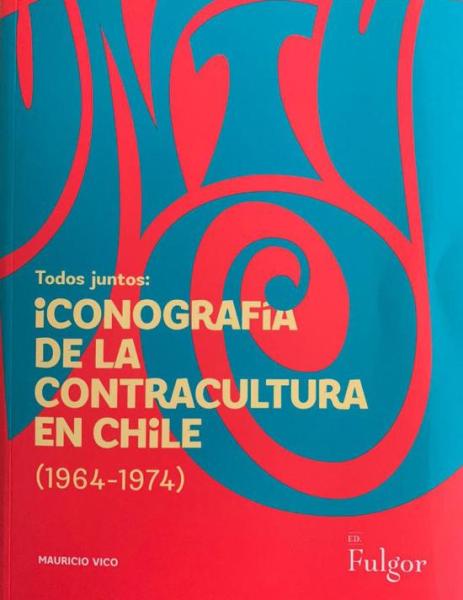 Todos juntos:
iCONOGRAFíA
DE LA
CONTRACULTURA
EN CHiLE
(1964-1974)
MAURICIO VICO
ED.
Fulgor